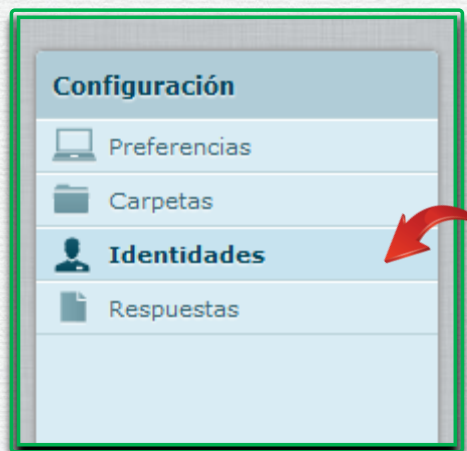 Configuración
Preferencias
Carpetas
Identidades
Respuestas